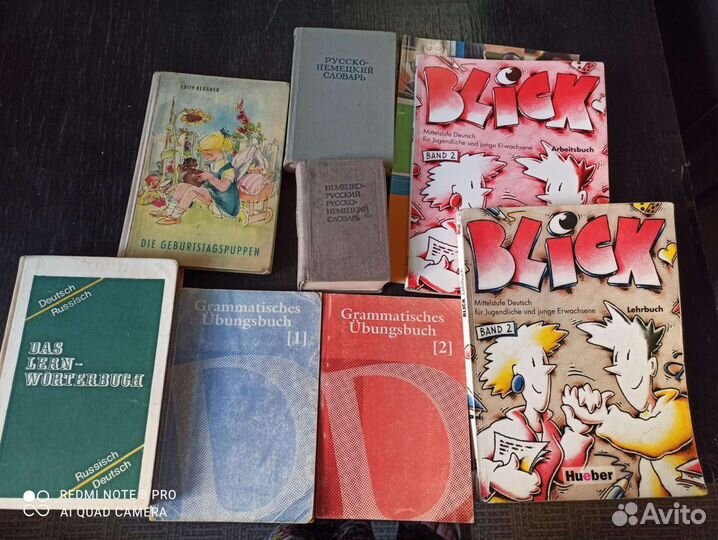 EDITH BERGNER
DIE GEBURTSTAGSPUPPEN
РУССКО-
НЕМЕЦКИЙ
СЛОВАРЬ
НЕМЕЦКО-
РУССКИЙ
РУССКО-
НЕМЕЦКИЙ
СЛОВАРЬ
BLiCK
Mittelstufe Deutsch
für Jugendliche und junge Erwachsene
Arbeitsbuch
BAND 2
BLiCK
Mittelstufe Deutsch
für Jugendliche und junge Erwachsene
Lehrbuch
BAND 2
BLICK
Hueber
Deutsch
Russisch
DAS
LERN-
WÖRTERBUCH
Russisch
Deutsch
Grammatisches
Übungsbuch
[1]
D
Grammatisches
Übungsbuch
[2]
D
REDMI NOTE 8 PRO
AI QUAD CAMERA
Avito